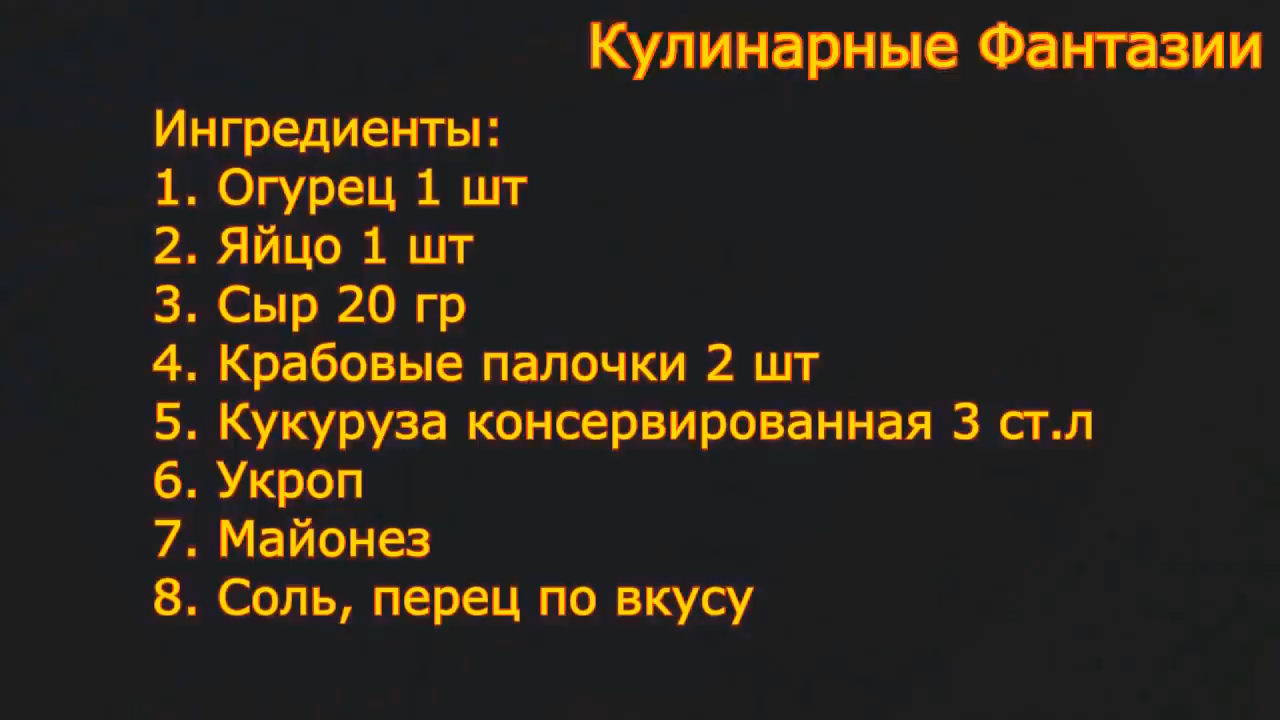 Кулинарные Фантазии
Ингредиенты:
1. Огурец 1 шт
2. Яйцо 1 шт
3. Сыр 20 гр
4. Крабовые палочки 2 шт
5. Кукуруза консервированная 3 ст.л
6. Укроп
7. Майонез
8. Соль, перец по вкусу